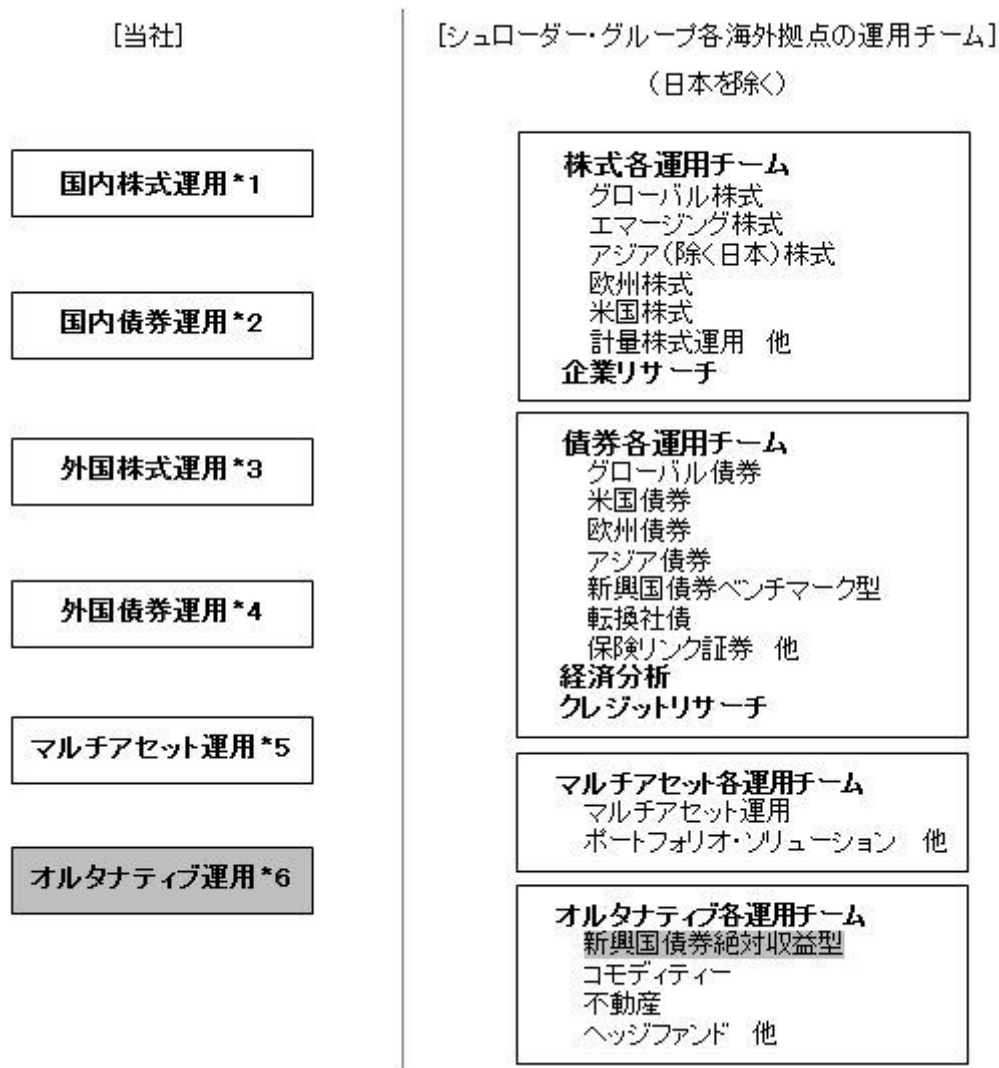 [当社]
国内株式運用*1
国内債券運用*2
外国株式運用*3
外国債券運用*4
マルチアセット運用*5
オルタナティブ運用*6
[シュローダー・グループ各海外拠点の運用チーム]
(日本を除く)
株式各運用チーム
グローバル株式
エマージング株式
アジア(除く日本)株式
欧州株式
米国株式
計量株式運用 他
企業リサーチ
債券各運用チーム
グローバル債券
米国債券
欧州債券
アジア債券
新興国債券ベンチマーク型
転換社債
保険リンク証券 他
経済分析
クレジットリサーチ
マルチアセット各運用チーム
マルチアセット運用
ポートフォリオ・ソリューション 他
オルタナティブ各運用チーム
新興国債券絶対収益型
コモディティー
不動産
ヘッジファンド 他